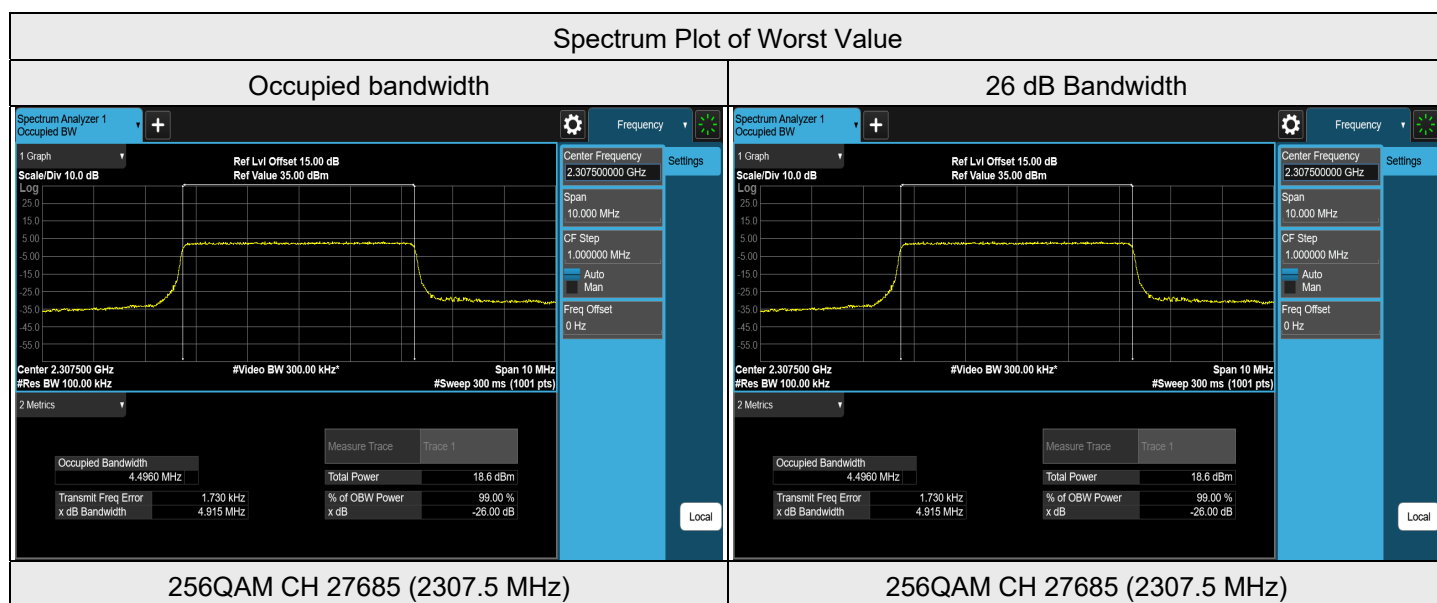 Spectrum Plot of Worst Value
Occupied bandwidth
26 dB Bandwidth
Spectrum Analyzer 1
Occupied BW
+
Frequency
1 Graph
Ref Lvl Offset 15.00 dB
Scale/Div 10.0 dB
Ref Value 35.00 dBm
Log
25.0
15.0
5.00
-5.00
-15.0
-25.0
-35.0
-45.0
-55.0
Center 2.307500 GHz
#Video BW 300.00 kHz*
Span 10 MHz
#Res BW 100.00 kHz
#Sweep 300 ms (1001 pts)
Center Frequency
2.307500000 GHz
Settings
Span
10.000 MHz
CF Step
1.000000 MHz
Auto
Man
Freq Offset
0 Hz
2 Metrics
Measure Trace
Trace 1
Occupied Bandwidth
4.4960 MHz
Total Power
18.6 dBm
Transmit Freq Error
1.730 kHz
% of OBW Power
99.00 %
x dB Bandwidth
4.915 MHz
x dB
-26.00 dB
Local
Spectrum Analyzer 1
Occupied BW
+
Frequency
1 Graph
Ref Lvl Offset 15.00 dB
Scale/Div 10.0 dB
Ref Value 35.00 dBm
Log
25.0
15.0
5.00
-5.00
-15.0
-25.0
-35.0
-45.0
-55.0
Center 2.307500 GHz
#Video BW 300.00 kHz*
Span 10 MHz
#Res BW 100.00 kHz
#Sweep 300 ms (1001 pts)
Center Frequency
2.307500000 GHz
Settings
Span
10.000 MHz
CF Step
1.000000 MHz
Auto
Man
Freq Offset
0 Hz
2 Metrics
Measure Trace
Trace 1
Occupied Bandwidth
4.4960 MHz
Total Power
18.6 dBm
Transmit Freq Error
1.730 kHz
% of OBW Power
99.00 %
x dB Bandwidth
4.915 MHz
x dB
-26.00 dB
Local
256QAM CH 27685 (2307.5 MHz)
256QAM CH 27685 (2307.5 MHz)